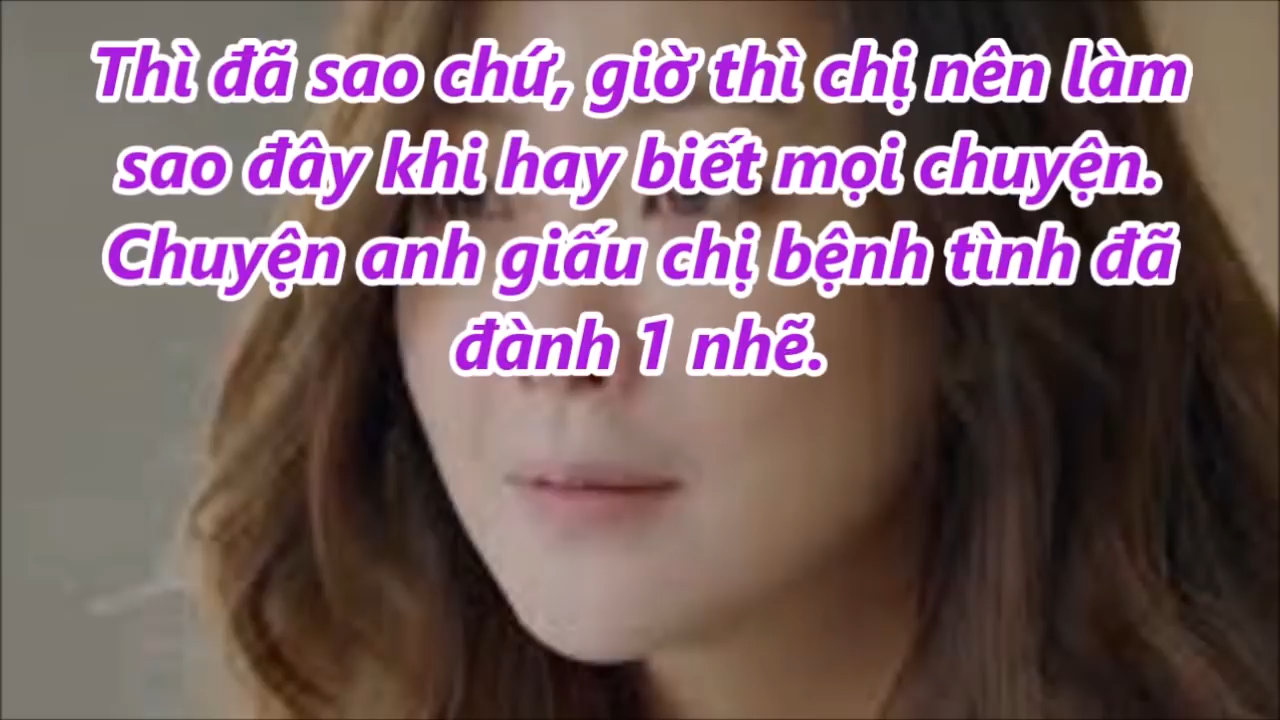 Thì đã sao chứ, giờ thì chị nên làm
sao đây khi hay biết mọi chuyện.
Chuyện anh giấu chị bệnh tình đã
đành 1 nhẽ.